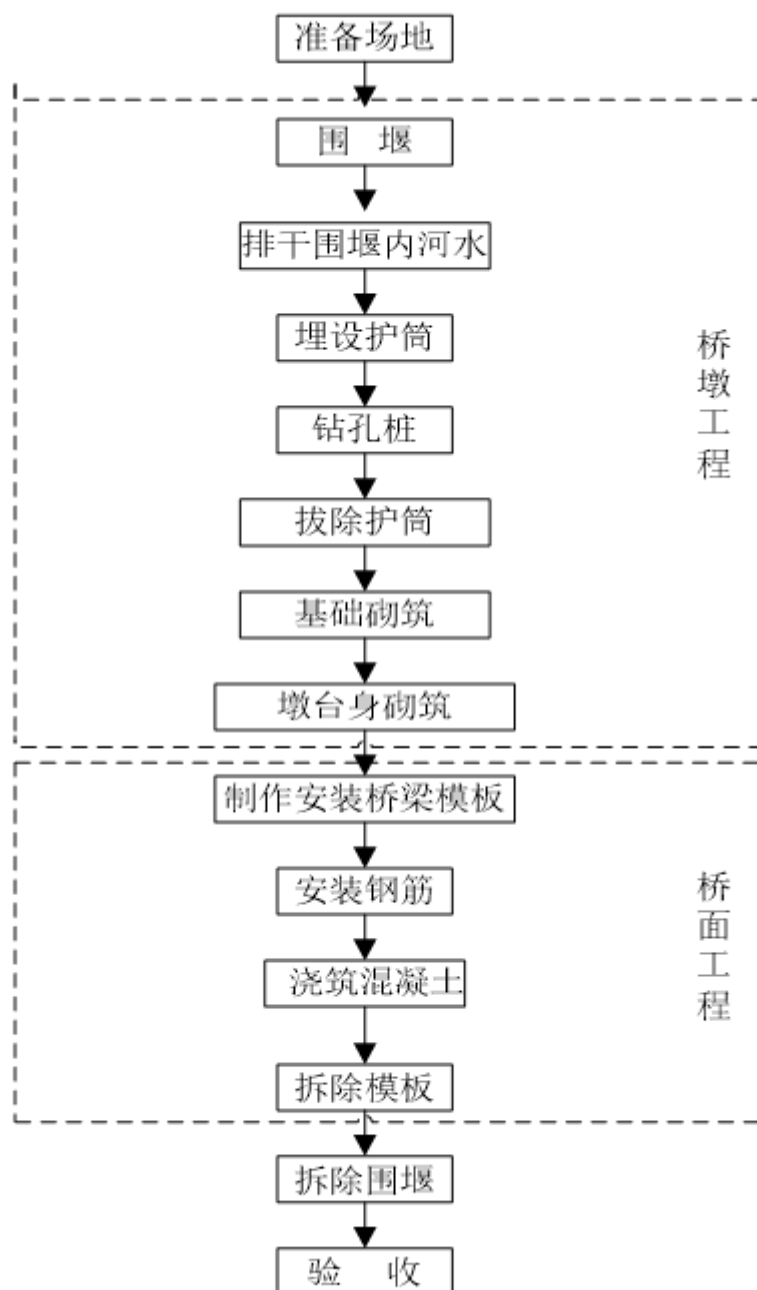 准备场地
围 堰
排干围堰内河水
埋设护筒
钻孔桩
拔除护筒
基础砌筑
墩台身砌筑
桥墩工程
制作安装桥梁模板
安装钢筋
浇筑混凝土
拆除模板
桥面工程
拆除围堰
验 收